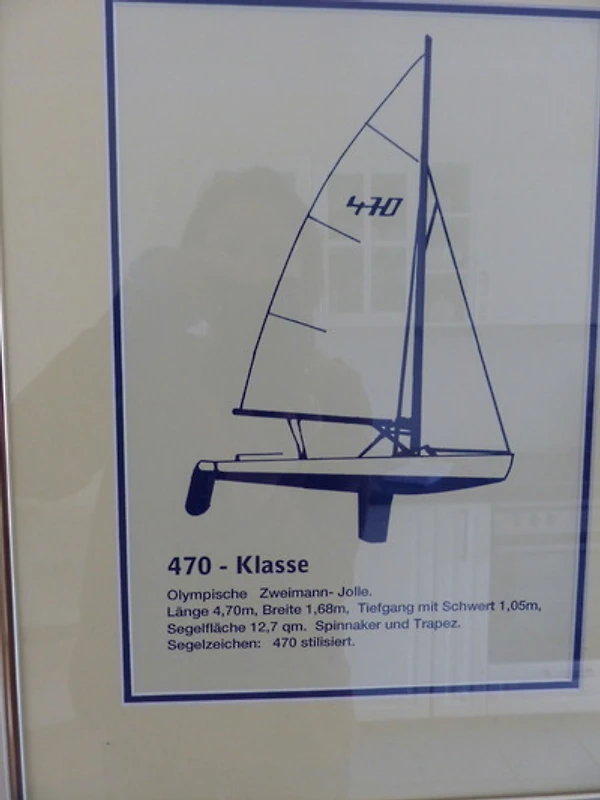 470
470 - Klasse
Olympische Zweimann- Jolle.
Länge 4,70m, Breite 1,68m, Tiefgang mit Schwert 1,05m,
Segelfläche 12,7 qm. Spinnaker und Trapez.
Segelzeichen: 470 stilisiert.